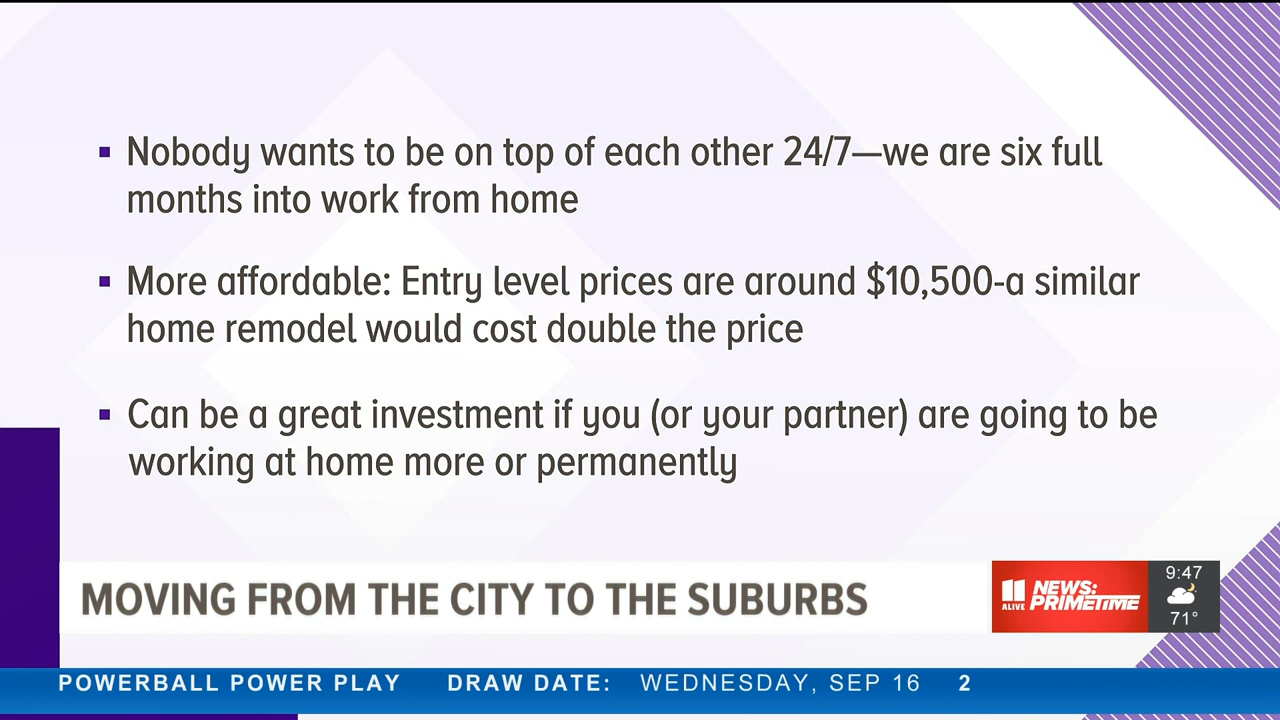 ▪ Nobody wants to be on top of each other 24/7—we are six full
months into work from home
▪ More affordable: Entry level prices are around $10,500-a similar
home remodel would cost double the price
▪ Can be a great investment if you (or your partner) are going to be
working at home more or permanently
MOVING FROM THE CITY TO THE SUBURBS
11 ALIVE NEWS: PRIMETIME
9:47
71°
POWERBALL POWER PLAY DRAW DATE: WEDNESDAY, SEP 16 2